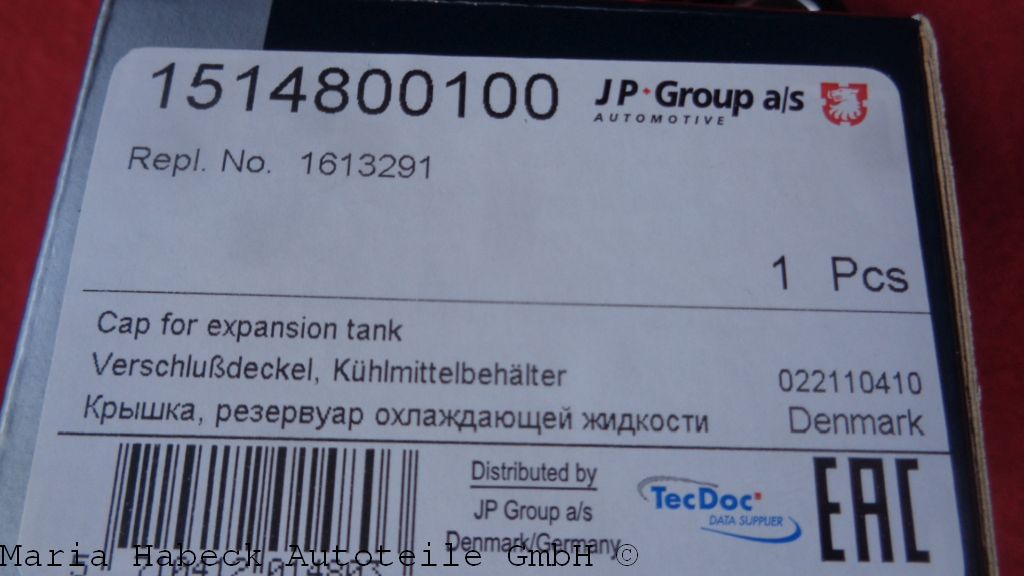 1514800100
JP Group a/s
AUTOMOTIVE
Repl. No. 1613291
1 Pcs
Cap for expansion tank
Verschlußdeckel, Kühlmittelbehälter
022110410
Крышка, резервуар охлаждающей жидкости
Denmark
Distributed by
JP Group a/s
Denmark/Germany
TecDoc
DATA SUPPLIER
EAC
Maria Habeck Autoteile GmbH ©